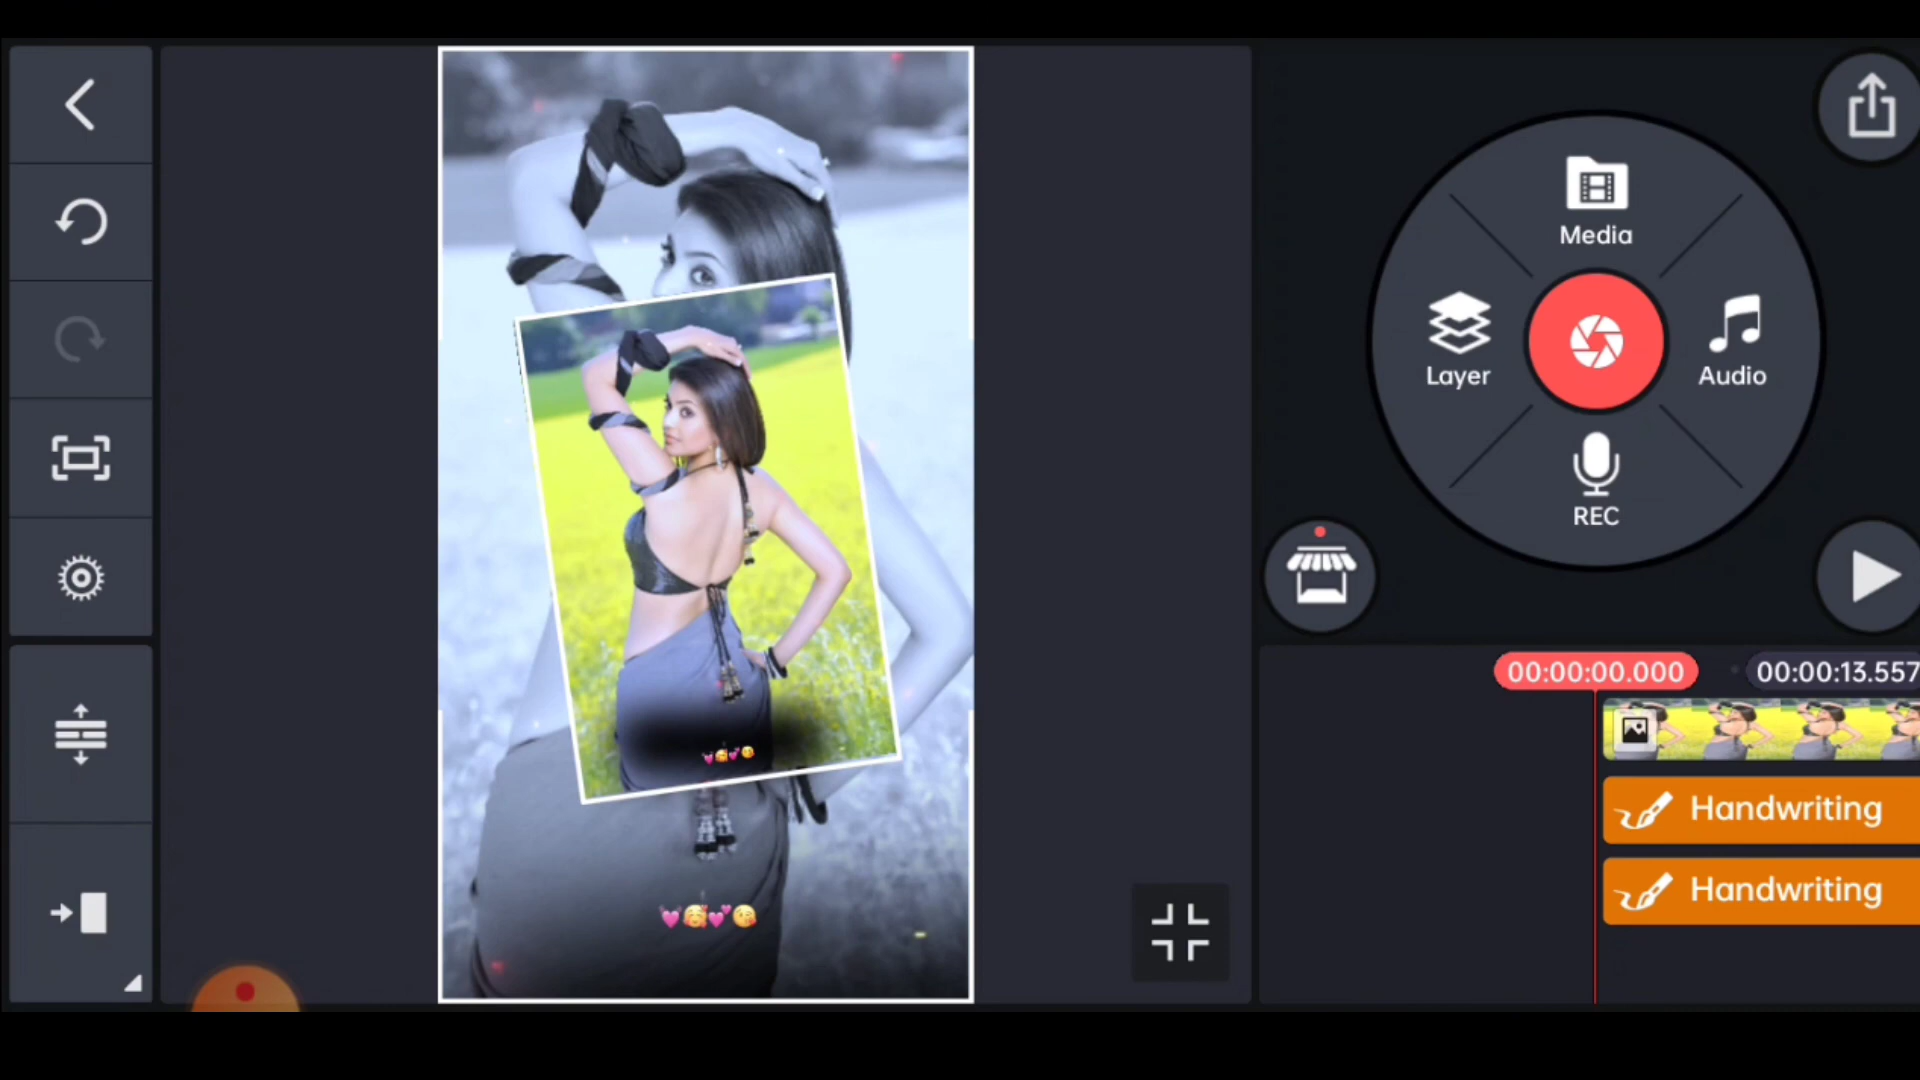 Media
Layer
Audio
REC
00:00:00.000
00:00:13.557
Handwriting
Handwriting
💓🥰💕😘
💓🥰💕😘